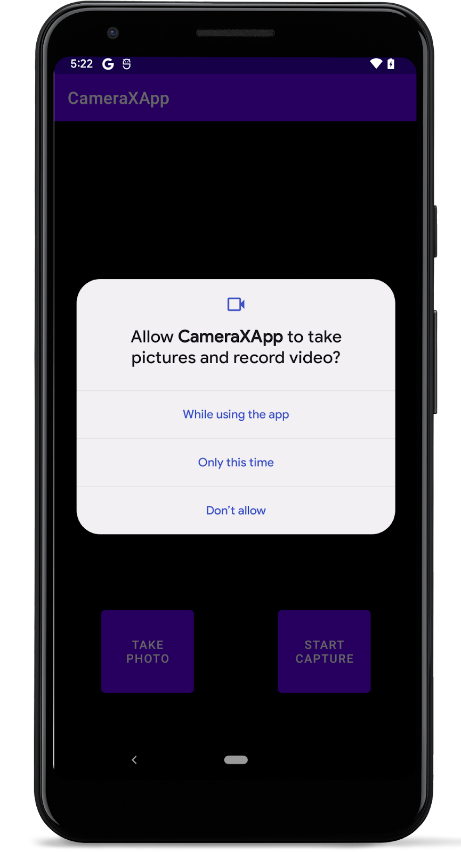 5:22
CameraXApp
Allow CameraXApp to take
pictures and record video?
While using the app
Only this time
Don't allow
TAKE
PHOTO
START
CAPTURE